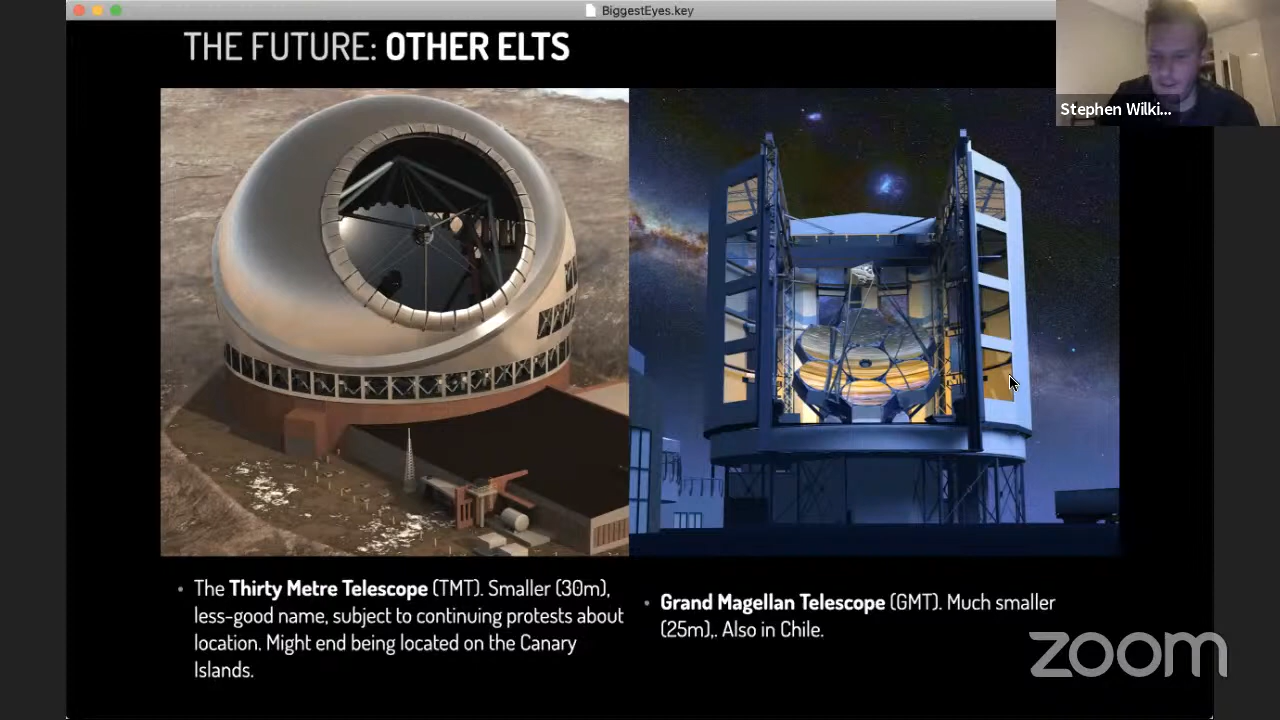 BiggestEyes.key
THE FUTURE: OTHER ELTS
Stephen Wilki...
• The Thirty Metre Telescope (TMT). Smaller (30m),
less-good name, subject to continuing protests about
location. Might end being located on the Canary
Islands.
• Grand Magellan Telescope (GMT). Much smaller
(25m),. Also in Chile.
zoom